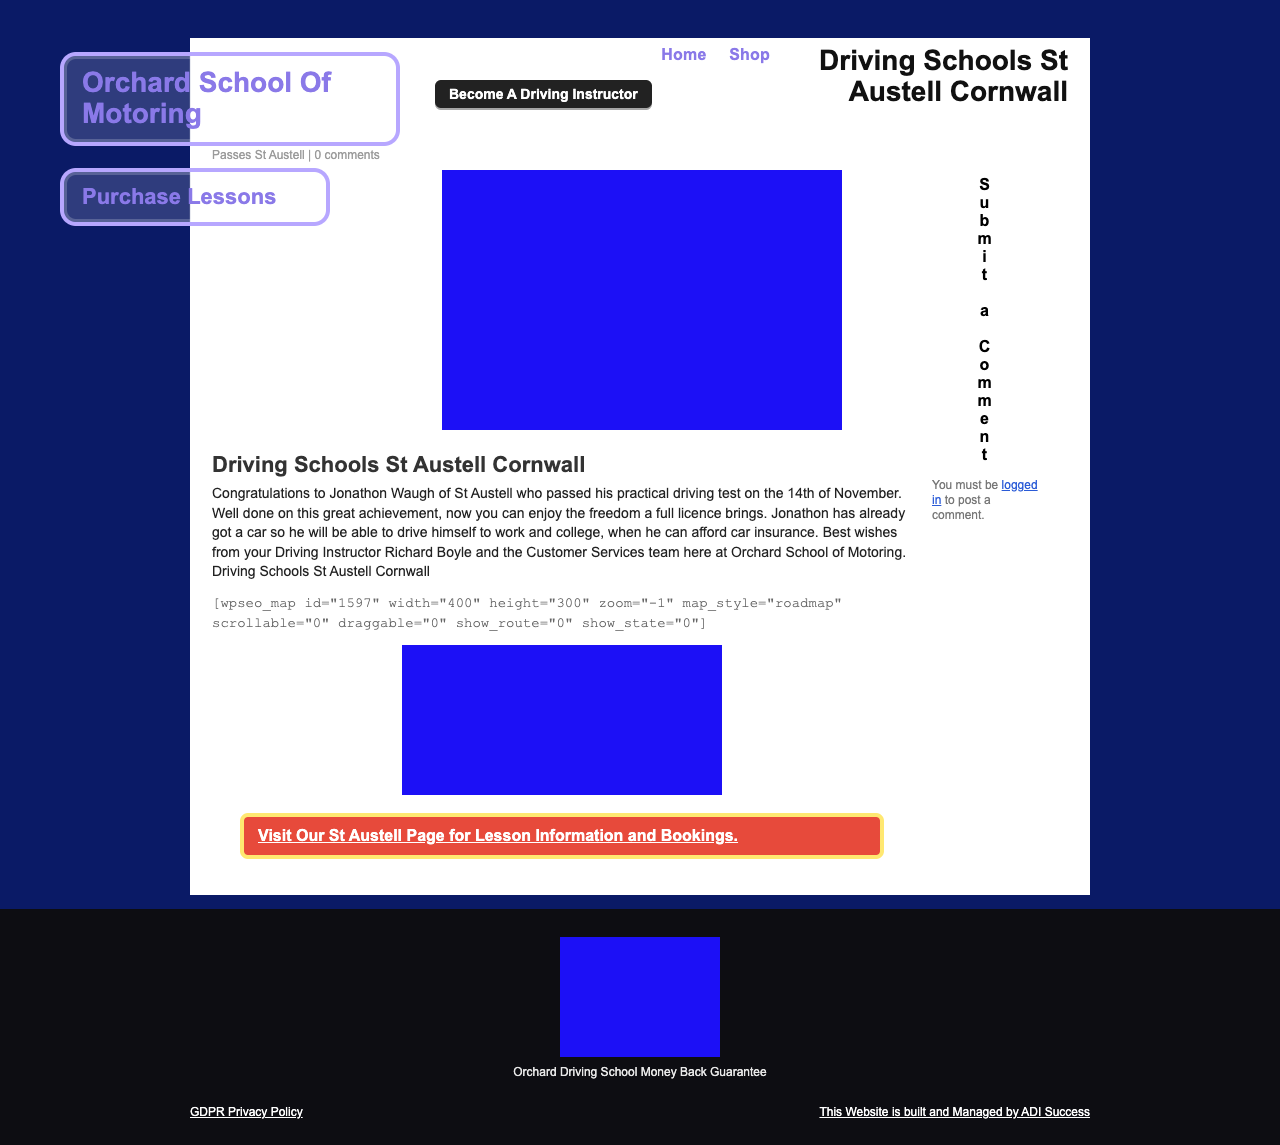 Orchard School Of
Motoring
Purchase Lessons
Home Shop
Become A Driving Instructor
Driving Schools St
Austell Cornwall
Passes St Austell | 0 comments
Driving Schools St Austell Cornwall
Congratulations to Jonathon Waugh of St Austell who passed his practical driving test on the 14th of November.
Well done on this great achievement, now you can enjoy the freedom a full licence brings. Jonathon has already
got a car so he will be able to drive himself to work and college, when he can afford car insurance. Best wishes
from your Driving Instructor Richard Boyle and the Customer Services team here at Orchard School of Motoring.
Driving Schools St Austell Cornwall
[wpseo_map id="1597" width="400" height="300" zoom="-1" map_style="roadmap"
scrollable="0" draggable="0" show_route="0" show_state="0"]
Visit Our St Austell Page for Lesson Information and Bookings.
Submit a Comment
You must be logged
in to post a
comment.
Orchard Driving School Money Back Guarantee
GDPR Privacy Policy
This Website is built and Managed by ADI Success